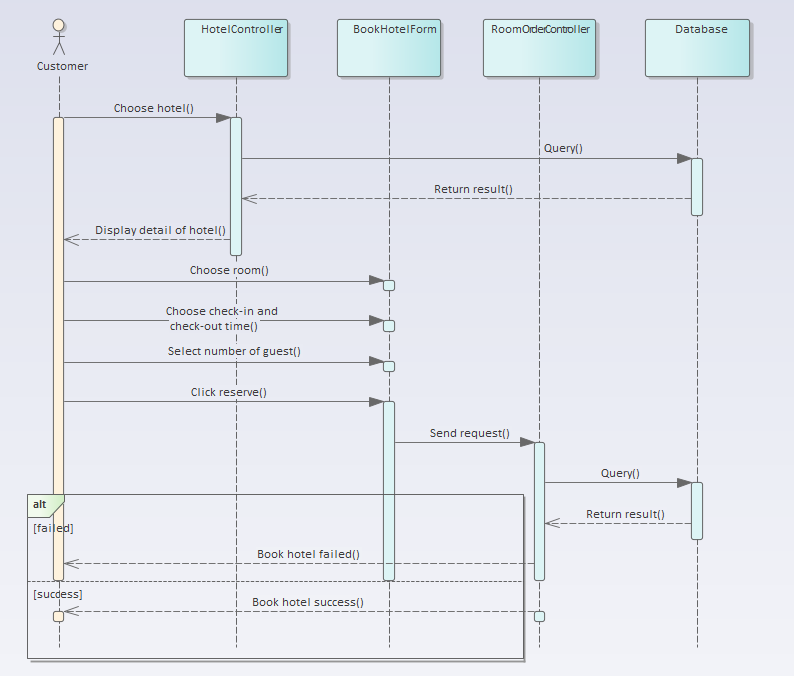 HotelController
BookHotelForm
RoomOrderController
Database
Customer
Choose hotel()
Query()
Return result()
Display detail of hotel()
Choose room()
Choose check-in and
check-out time()
Select number of guest()
Click reserve()
Send request()
Query()
alt
Return result()
[failed]
Book hotel failed()
[success]
Book hotel success()